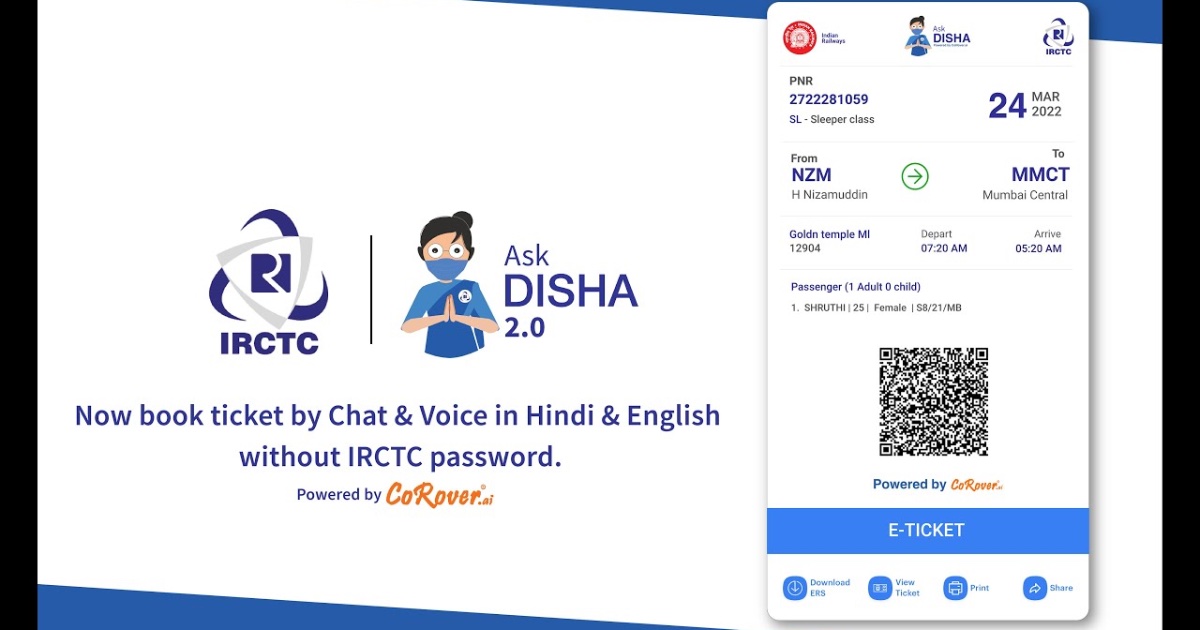 IRCTC
Ask
DISHA
2.0
Now book ticket by Chat & Voice in Hindi & English
without IRCTC password.
Powered by CoRover.ai
Indian
Railways
Ask
DISHA
Powered by CoRover.ai
IRCTC
PNR
2722281059
SL - Sleeper class
24 MAR
2022
From
To
NZM
MMCT
H Nizamuddin
Mumbai Central
Goldn temple Ml
Depart
Arrive
12904
07:20 AM
05:20 AM
Passenger (1 Adult 0 child)
1. SHRUTHI | 25 | Female | S8/21/MB
Powered by CoRover.ai
E-TICKET
Download
ERS
View
Ticket
Print
Share